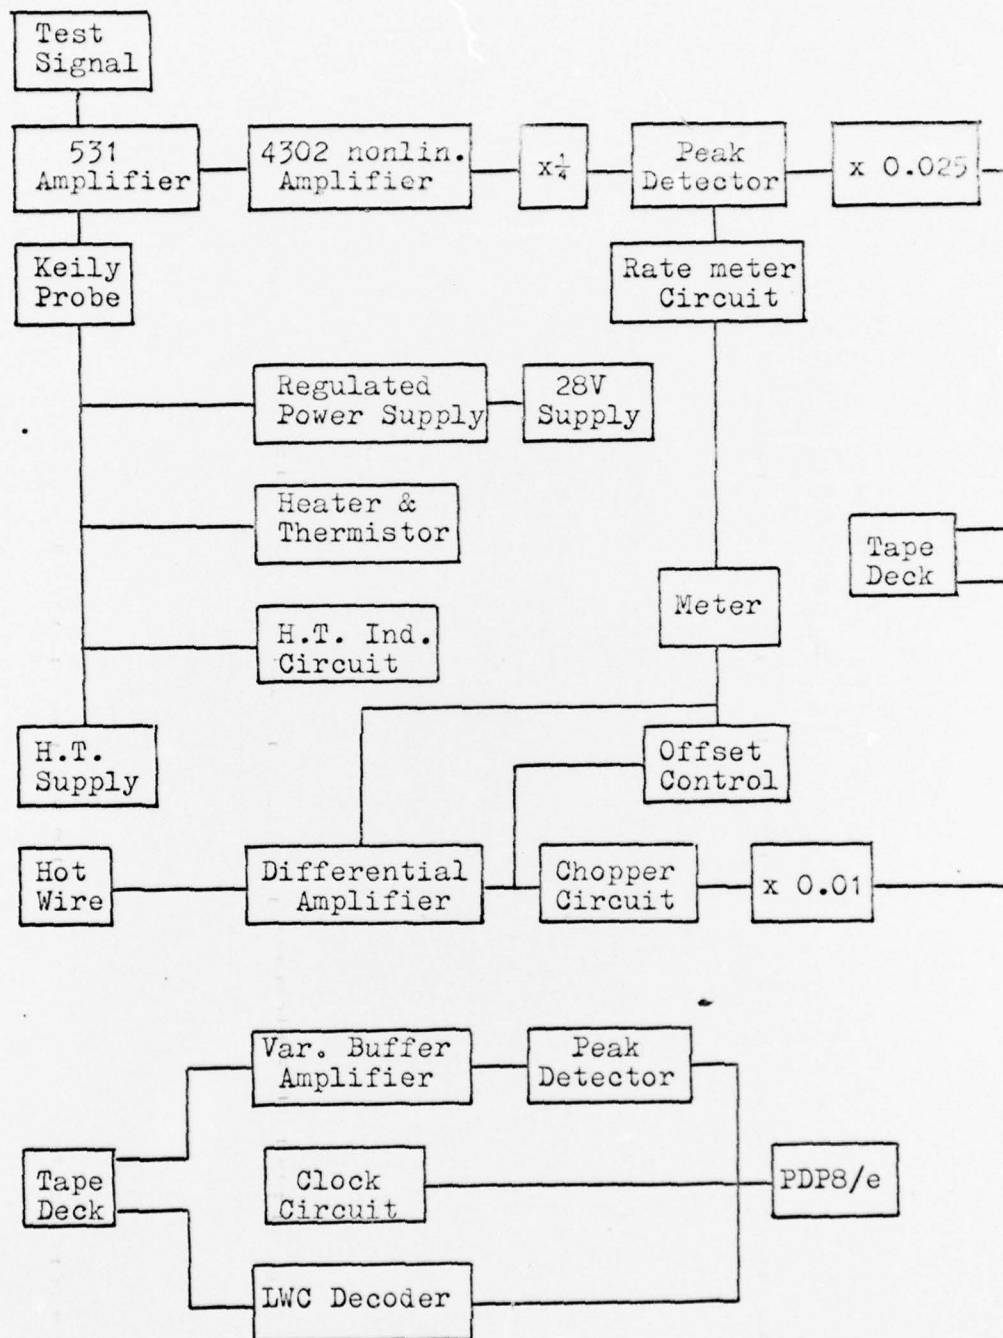 Test
Signal
531
Amplifier
4302 nonlin.
Amplifier
x¼
Peak
Detector
x 0.025
Keily
Probe
Rate meter
Circuit
Regulated
Power Supply
28V
Supply
Heater &
Thermistor
Tape
Deck
Meter
H.T. Ind.
Circuit
H.T.
Supply
Offset
Control
Hot
Wire
Differential
Amplifier
Chopper
Circuit
x 0.01
Var. Buffer
Amplifier
Peak
Detector
Tape
Deck
Clock
Circuit
PDP8/e
LWC Decoder